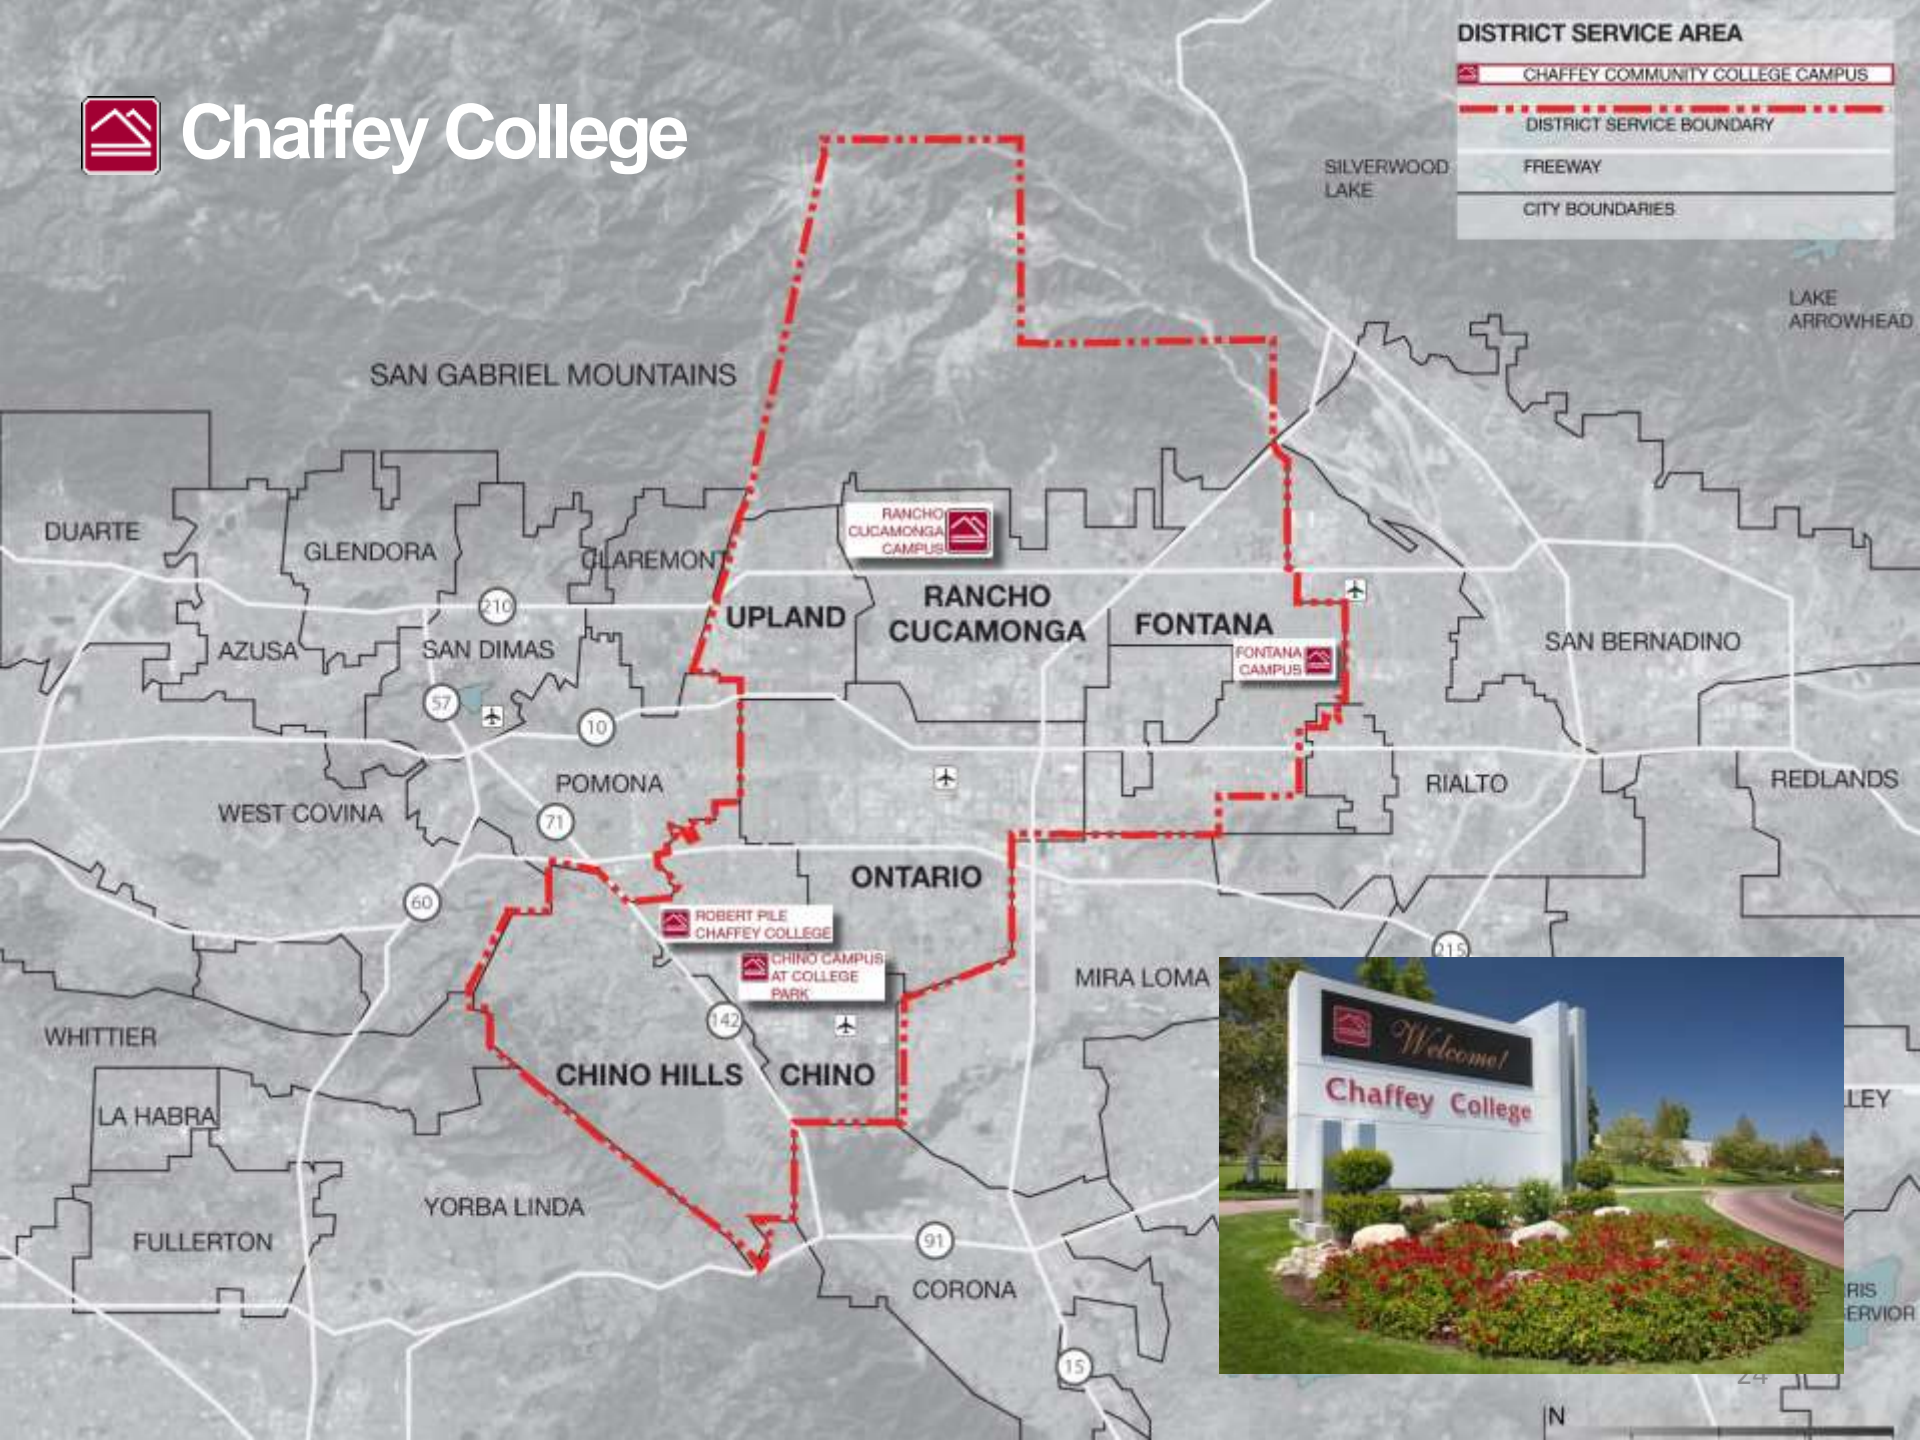 Chaffey College
DISTRICT SERVICE AREA
CHAFFEY COMMUNITY COLLEGE CAMPUS
DISTRICT SERVICE BOUNDARY
FREEWAY
CITY BOUNDARIES
SILVERWOOD
LAKE
LAKE
ARROWHEAD
SAN GABRIEL MOUNTAINS
DUARTE
GLENDORA
CLAREMONT
RANCHO
CUCAMONGA
CAMPUS
210
UPLAND
RANCHO
CUCAMONGA
FONTANA
FONTANA
CAMPUS
AZUSA
SAN DIMAS
SAN BERNADINO
57
10
POMONA
WEST COVINA
71
RIALTO
REDLANDS
60
ONTARIO
ROBERT PILE
CHAFFEY COLLEGE
CHINO CAMPUS
AT COLLEGE
PARK
215
MIRA LOMA
WHITTIER
142
CHINO HILLS
CHINO
Welcome!
Chaffey College
LLEY
LA HABRA
YORBA LINDA
FULLERTON
91
CORONA
RIS
ERVIOR
15
24
N